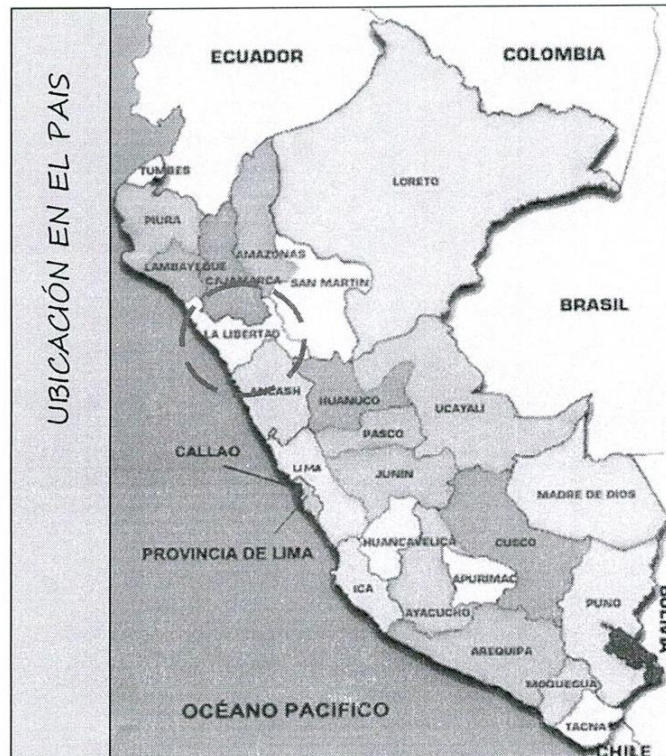 UBICACIÓN EN EL PAIS
ECUADOR
COLOMBIA
TUMBES
LORETO
PIURA
AMAZONAS
LAMBAYEQUE
CAJAMARCA
SAN MARTIN
BRASIL
LA LIBERTAD
ANCASH
HUANUCO
UCAYALI
PASCO
CALLAO
LIMA
JUNIN
MADRE DE DIOS
PROVINCIA DE LIMA
HUANCAVELICA
CUSCO
ICA
APURIMAC
AYACUCHO
PUNO
BOLIVIA
AREQUIPA
MOQUEGUA
OCÉANO PACIFICO
TACNA
CHILE